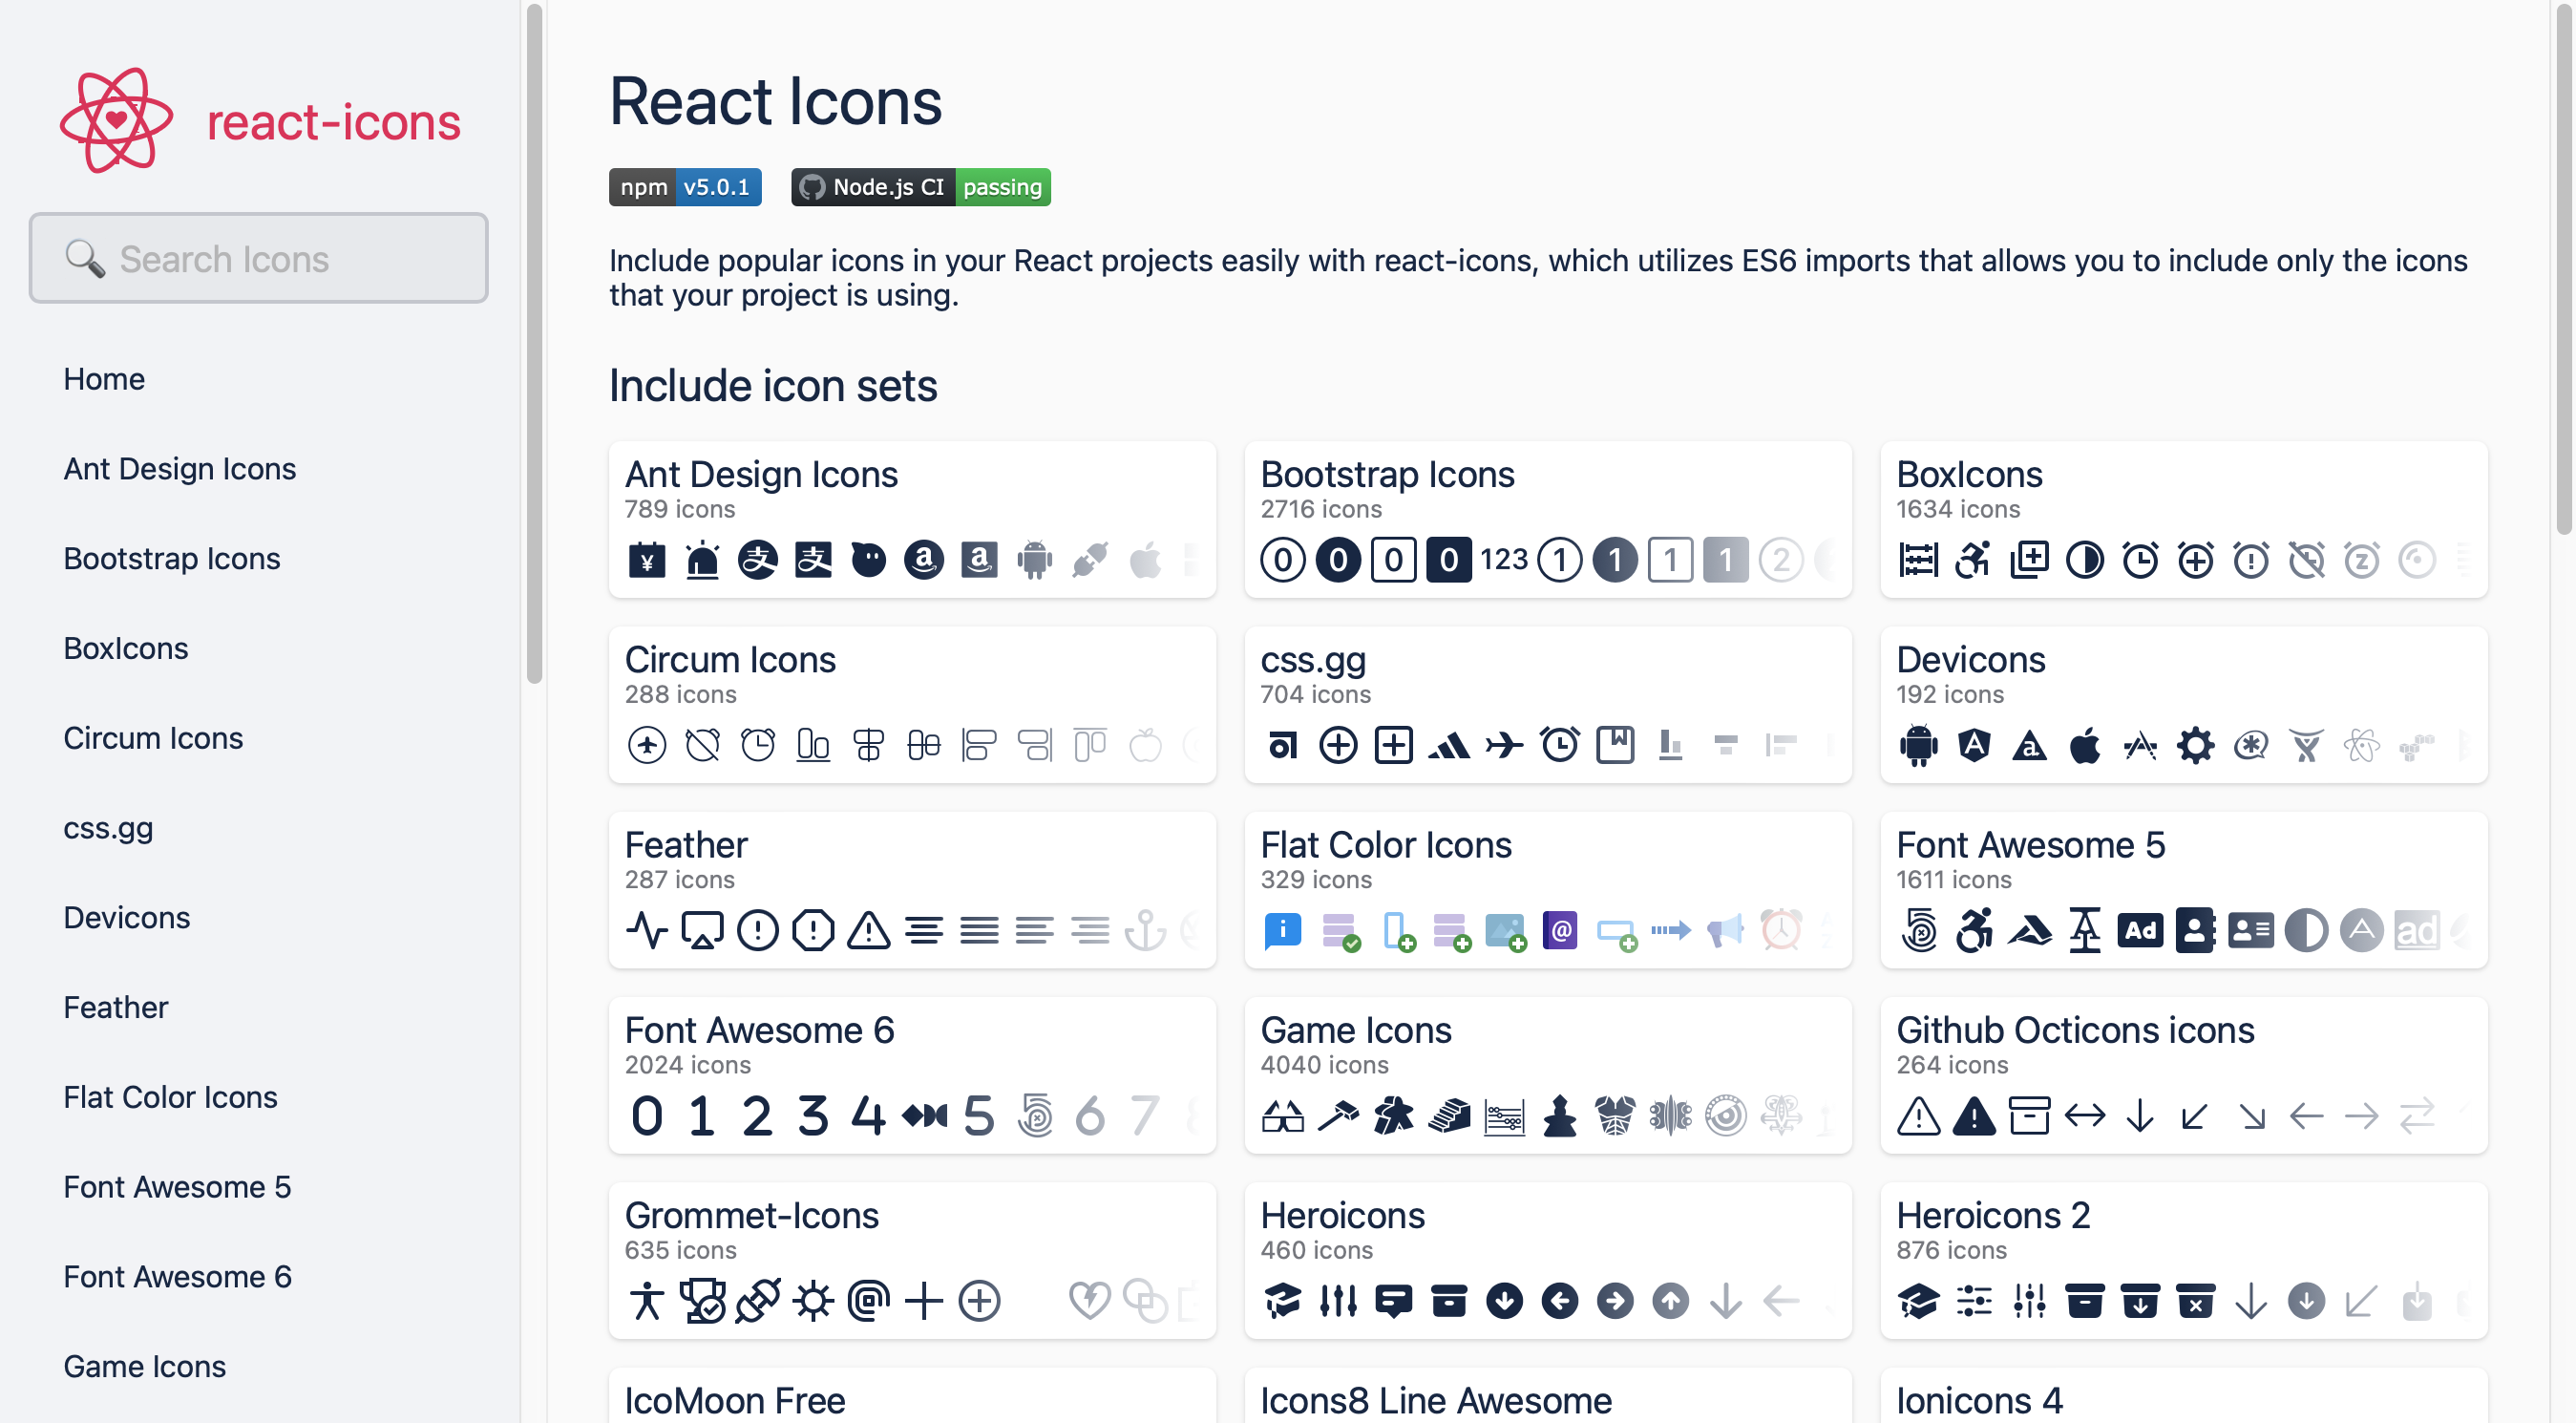 react-icons
Search Icons
Home
Ant Design Icons
Bootstrap Icons
BoxIcons
Circum Icons
css.gg
Devicons
Feather
Flat Color Icons
Font Awesome 5
Font Awesome 6
Game Icons
React Icons
npm v5.0.1 Node.js CI passing
Include popular icons in your React projects easily with react-icons, which utilizes ES6 imports that allows you to include only the icons
that your project is using.
Include icon sets
Ant Design Icons
789 icons
Bootstrap Icons
2716 icons
0 0 0 0 123 1 1 1 1 2
BoxIcons
1634 icons
Circum Icons
288 icons
css.gg
704 icons
Devicons
192 icons
Feather
287 icons
Flat Color Icons
329 icons
Font Awesome 5
1611 icons
Ad ad
Font Awesome 6
2024 icons
0 1 2 3 4 5 6 7
Game Icons
4040 icons
Github Octicons icons
264 icons
Grommet-Icons
635 icons
Heroicons
460 icons
Heroicons 2
876 icons
IcoMoon Free
Icons8 Line Awesome
Ionicons 4